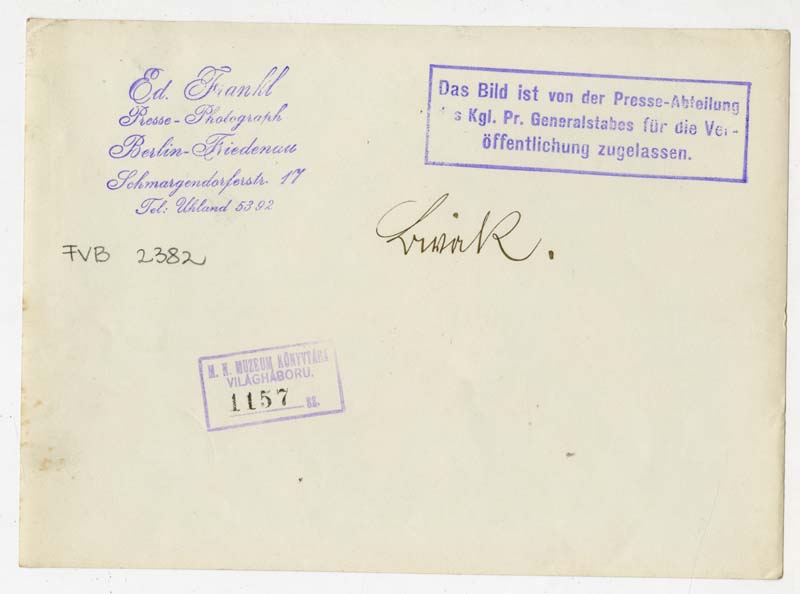 Ed. Frankl
Presse-Photograph
Berlin-Friedenau
Schmargendorferstr. 17
Tel: Uhland 5392
Das Bild ist von der Presse-Abteilung
Kgl. Pr. Generalstabes für die Ver-
öffentlichung zugelassen.
Biwak.
FVB 2382
M. N. MUZEUM KÖNYVTÁRA
VILÁGHÁBORU.
1157